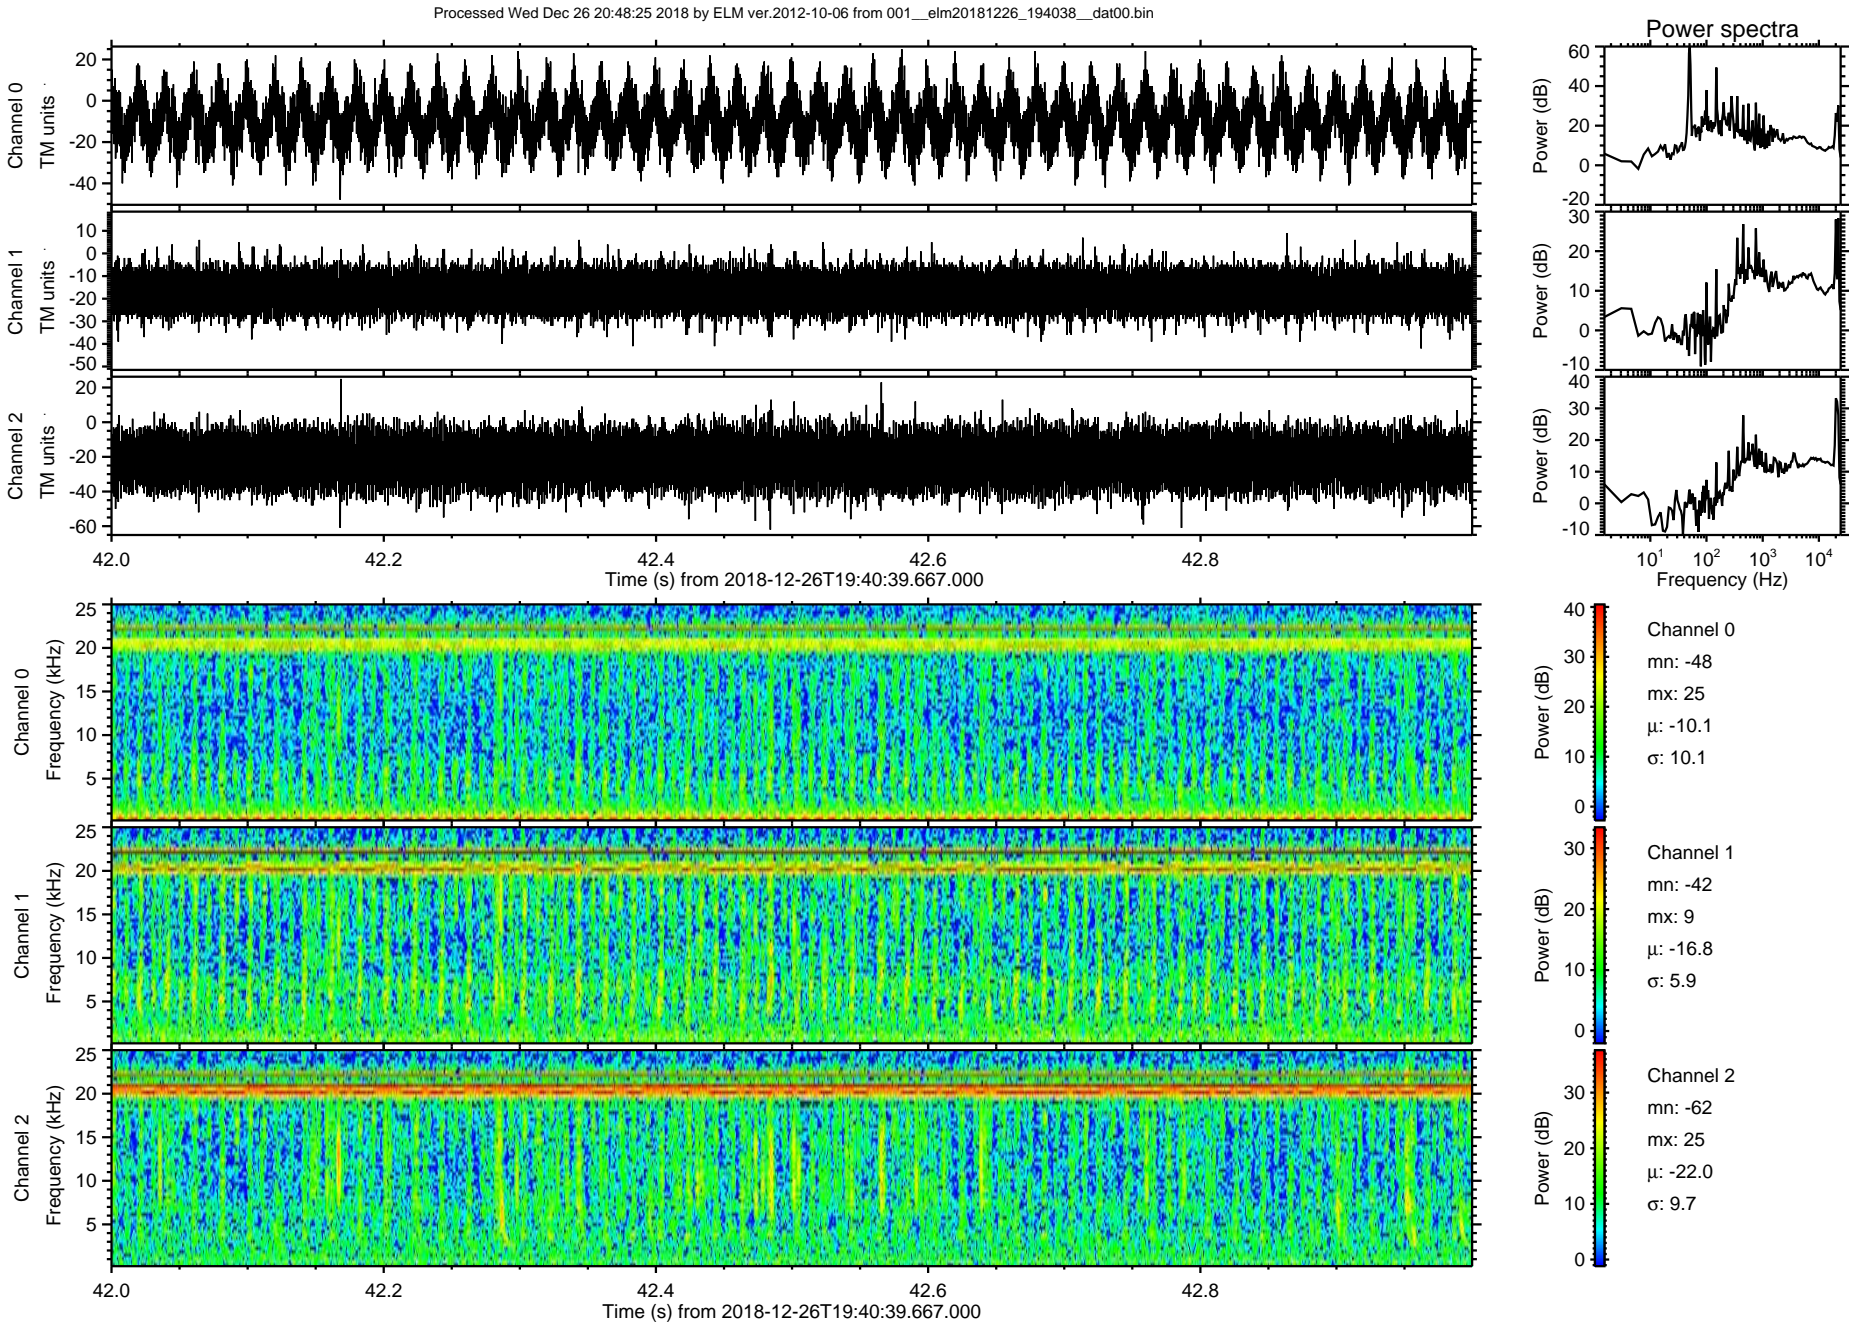 Processed Wed Dec 26 20:48:25 2018 by ELM ver.2012-10-06 from 001__elm20181226_194038__dat00.bin
Power spectra
Channel 0
TM units
20
0
-20
-40
Power (dB)
60
40
20
0
-20
Channel 1
TM units
10
0
-10
-20
-30
-40
-50
Power (dB)
30
20
10
0
-10
Channel 2
TM units
20
0
-20
-40
-60
Power (dB)
40
30
20
10
0
-10
42.0 42.2 42.4 42.6 42.8
Time (s) from 2018-12-26T19:40:39.667.000
10¹ 10² 10³ 10⁴
Frequency (Hz)
Channel 0
Frequency (kHz)
25
20
15
10
5
Power (dB)
40
30
20
10
0
Channel 0
mn: -48
mx: 25
μ: -10.1
σ: 10.1
Channel 1
Frequency (kHz)
25
20
15
10
5
Power (dB)
30
20
10
0
Channel 1
mn: -42
mx: 9
μ: -16.8
σ: 5.9
Channel 2
Frequency (kHz)
25
20
15
10
5
Power (dB)
30
20
10
0
Channel 2
mn: -62
mx: 25
μ: -22.0
σ: 9.7
42.0 42.2 42.4 42.6 42.8
Time (s) from 2018-12-26T19:40:39.667.000